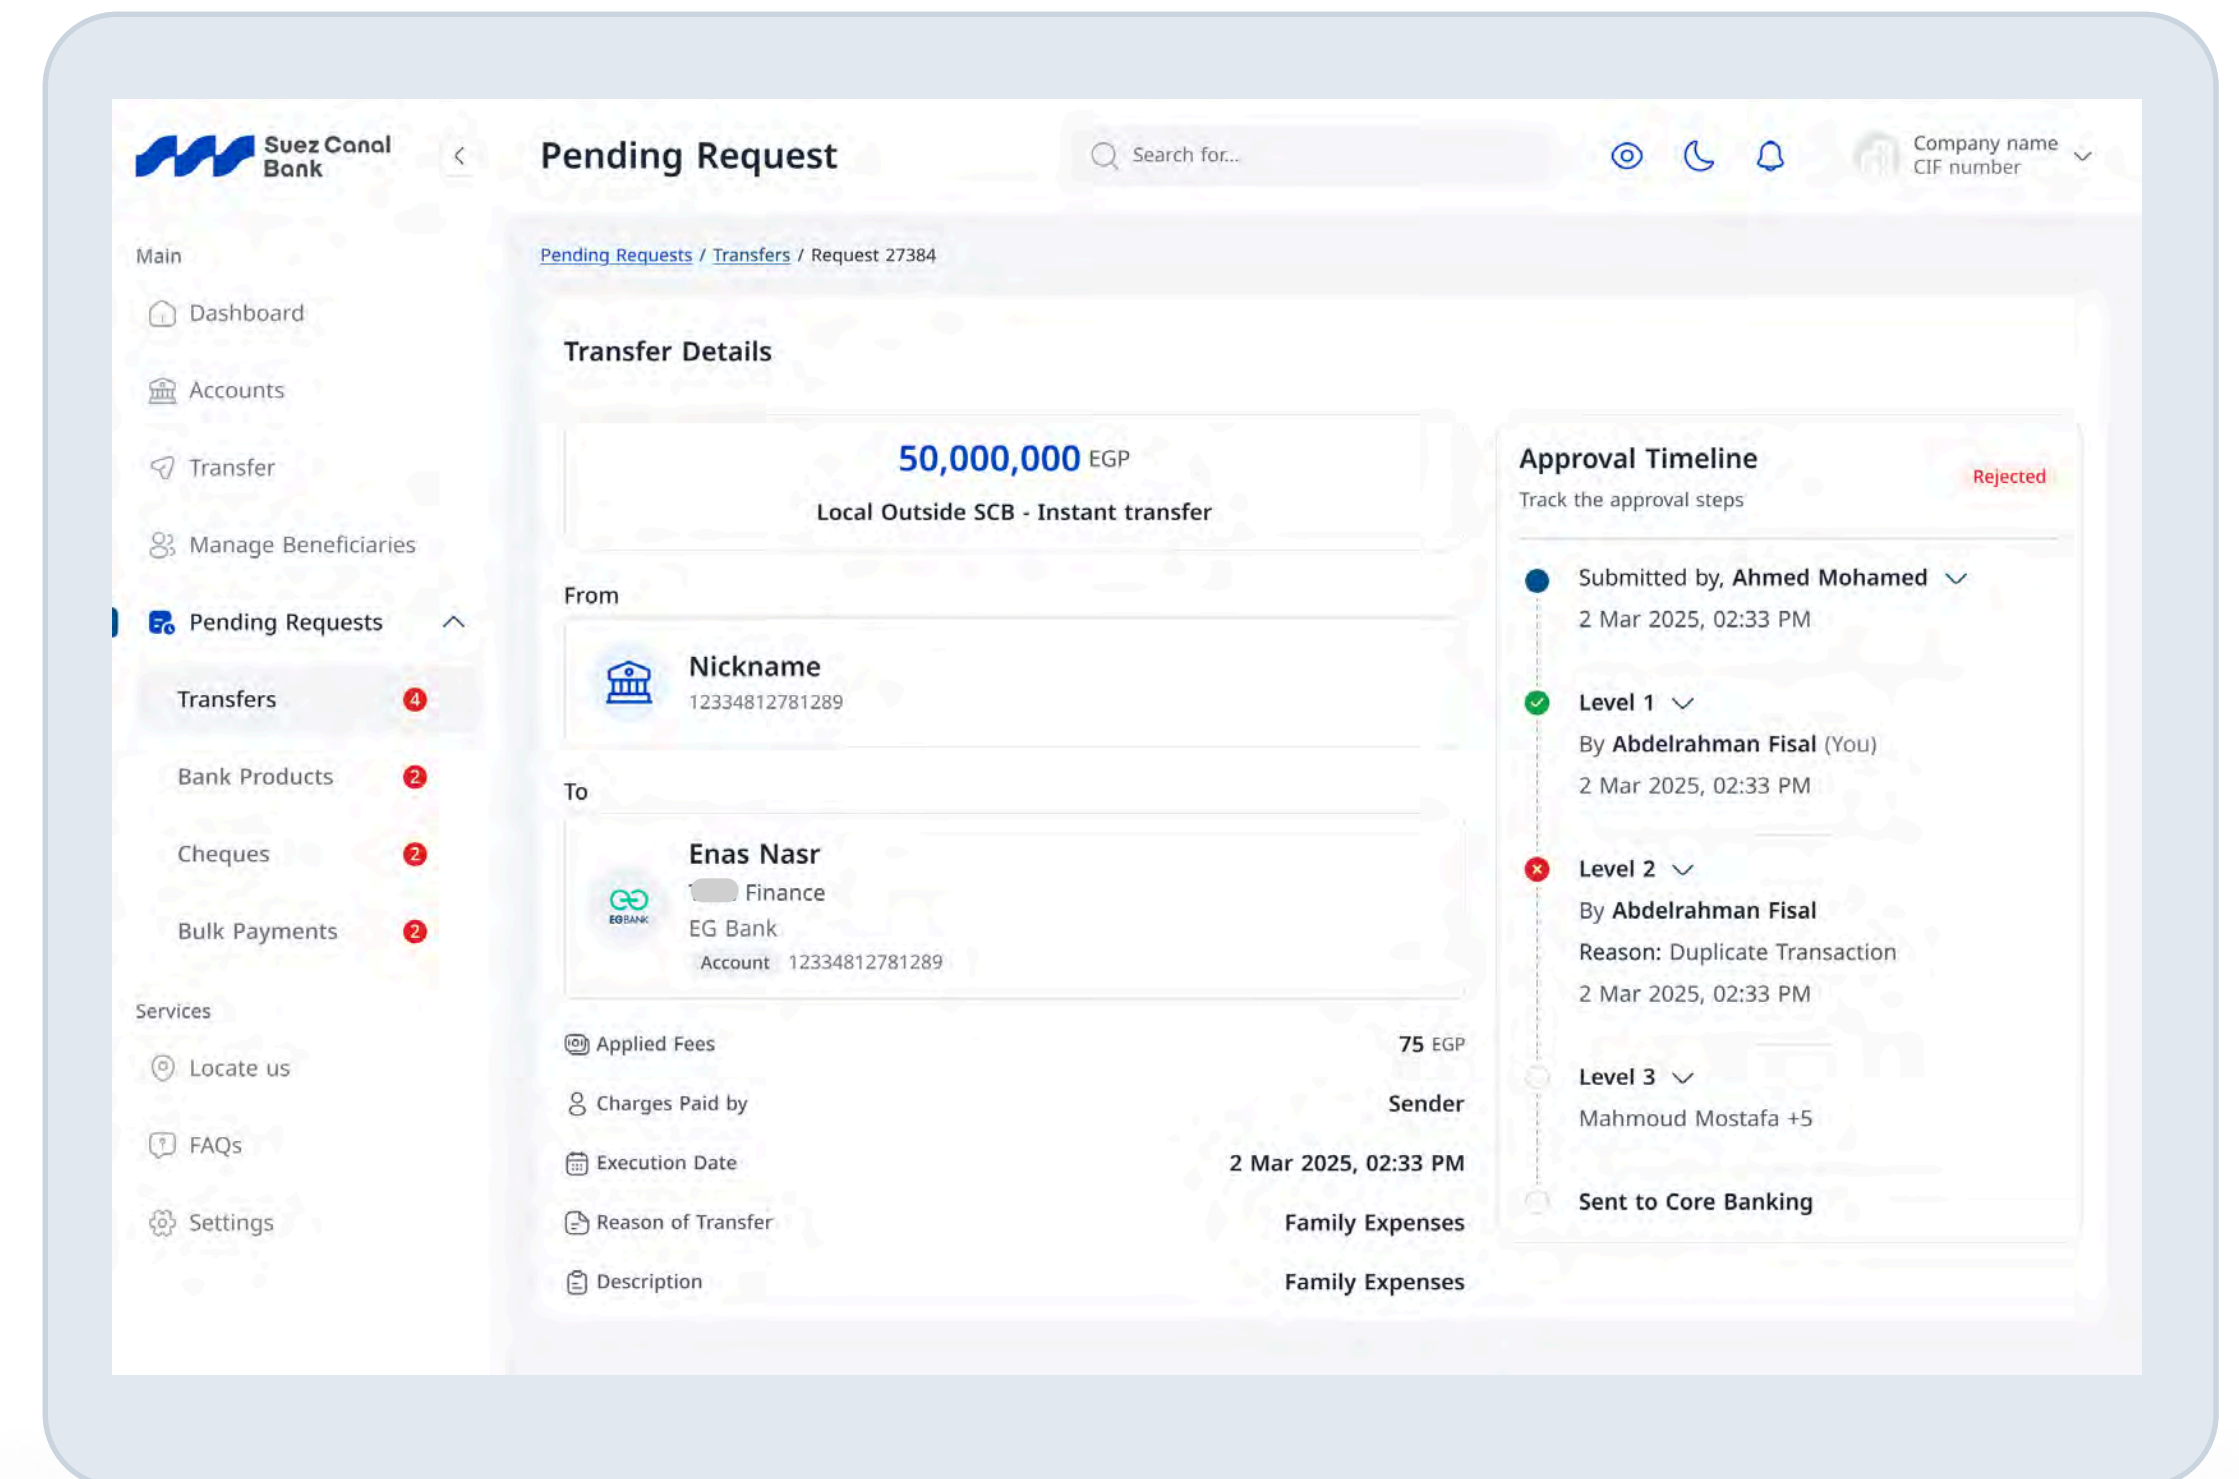 Suez Canal
Bank
Pending Request
Search for...
Company name
CIF number
Main
Dashboard
Accounts
Transfer
Manage Beneficiaries
Pending Requests
Transfers 4
Bank Products 2
Cheques 2
Bulk Payments 2
Services
Locate us
FAQs
Settings
Pending Requests / Transfers / Request 27384
Transfer Details
50,000,000 EGP
Local Outside SCB - Instant transfer
From
Nickname
12334812781289
To
EGBANK
Enas Nasr
Finance
EG Bank
Account 12334812781289
Applied Fees 75 EGP
Charges Paid by Sender
Execution Date 2 Mar 2025, 02:33 PM
Reason of Transfer Family Expenses
Description Family Expenses
Approval Timeline
Rejected
Track the approval steps
Submitted by, Ahmed Mohamed
2 Mar 2025, 02:33 PM
Level 1
By Abdelrahman Fisal (You)
2 Mar 2025, 02:33 PM
Level 2
By Abdelrahman Fisal
Reason: Duplicate Transaction
2 Mar 2025, 02:33 PM
Level 3
Mahmoud Mostafa +5
Sent to Core Banking